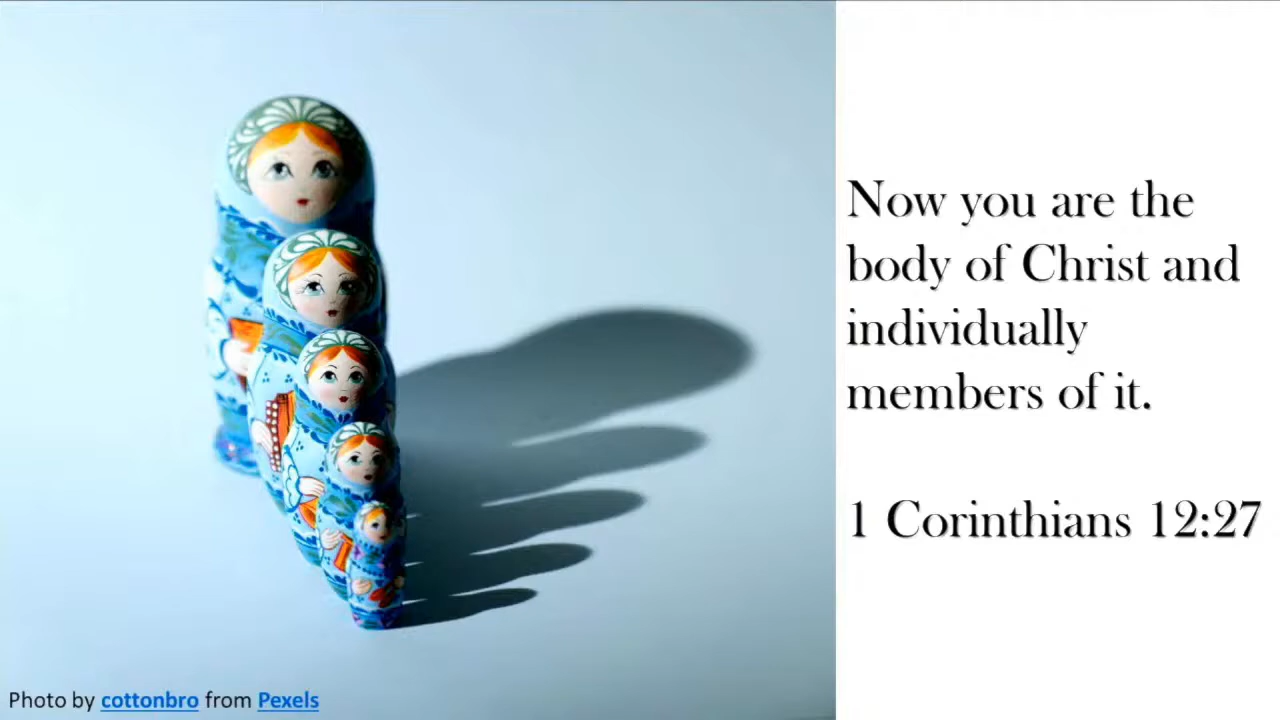 Now you are the
body of Christ and
individually
members of it.
1 Corinthians 12:27
Photo by cottonbro from Pexels